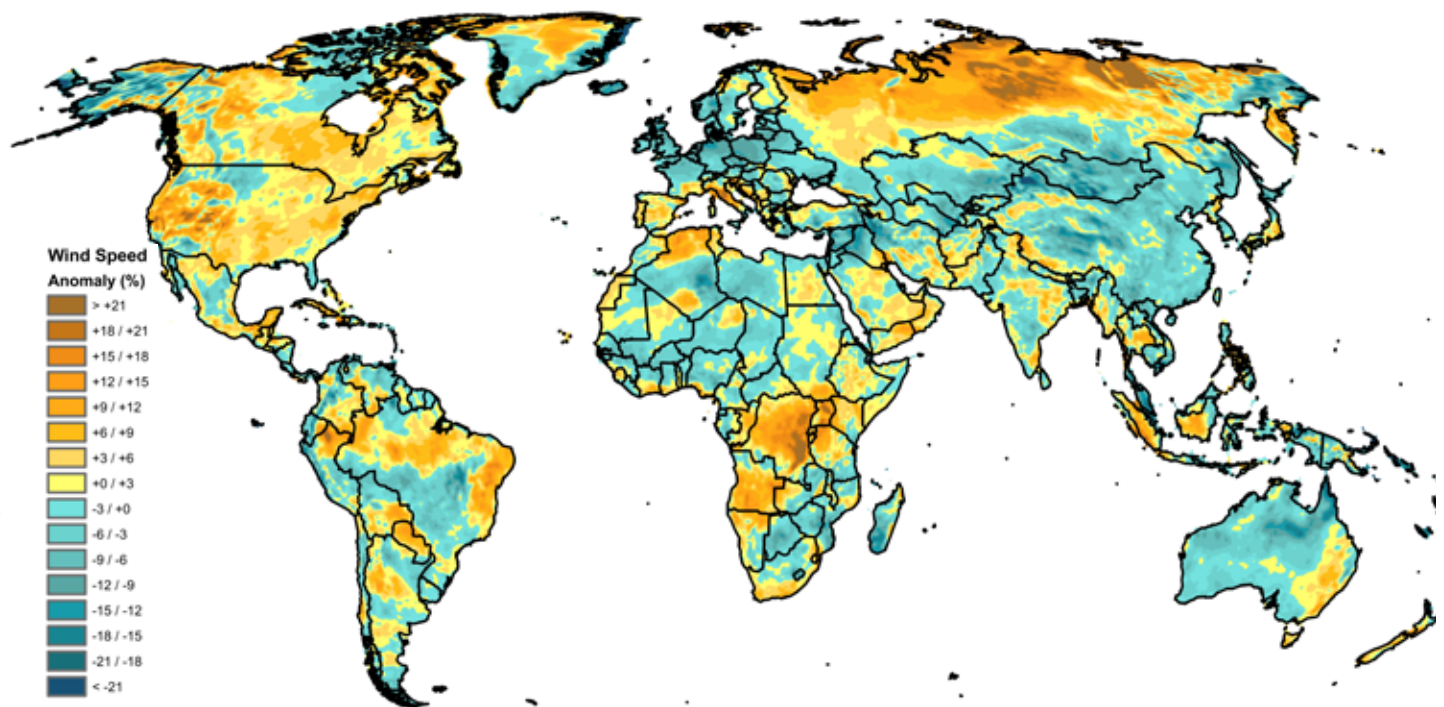 Wind Speed
Anomaly (%)
> +21
+18 / +21
+15 / +18
+12 / +15
+9 / +12
+6 / +9
+3 / +6
+0 / +3
-3 / +0
-6 / -3
-9 / -6
-12 / -9
-15 / -12
-18 / -15
-21 / -18
< -21